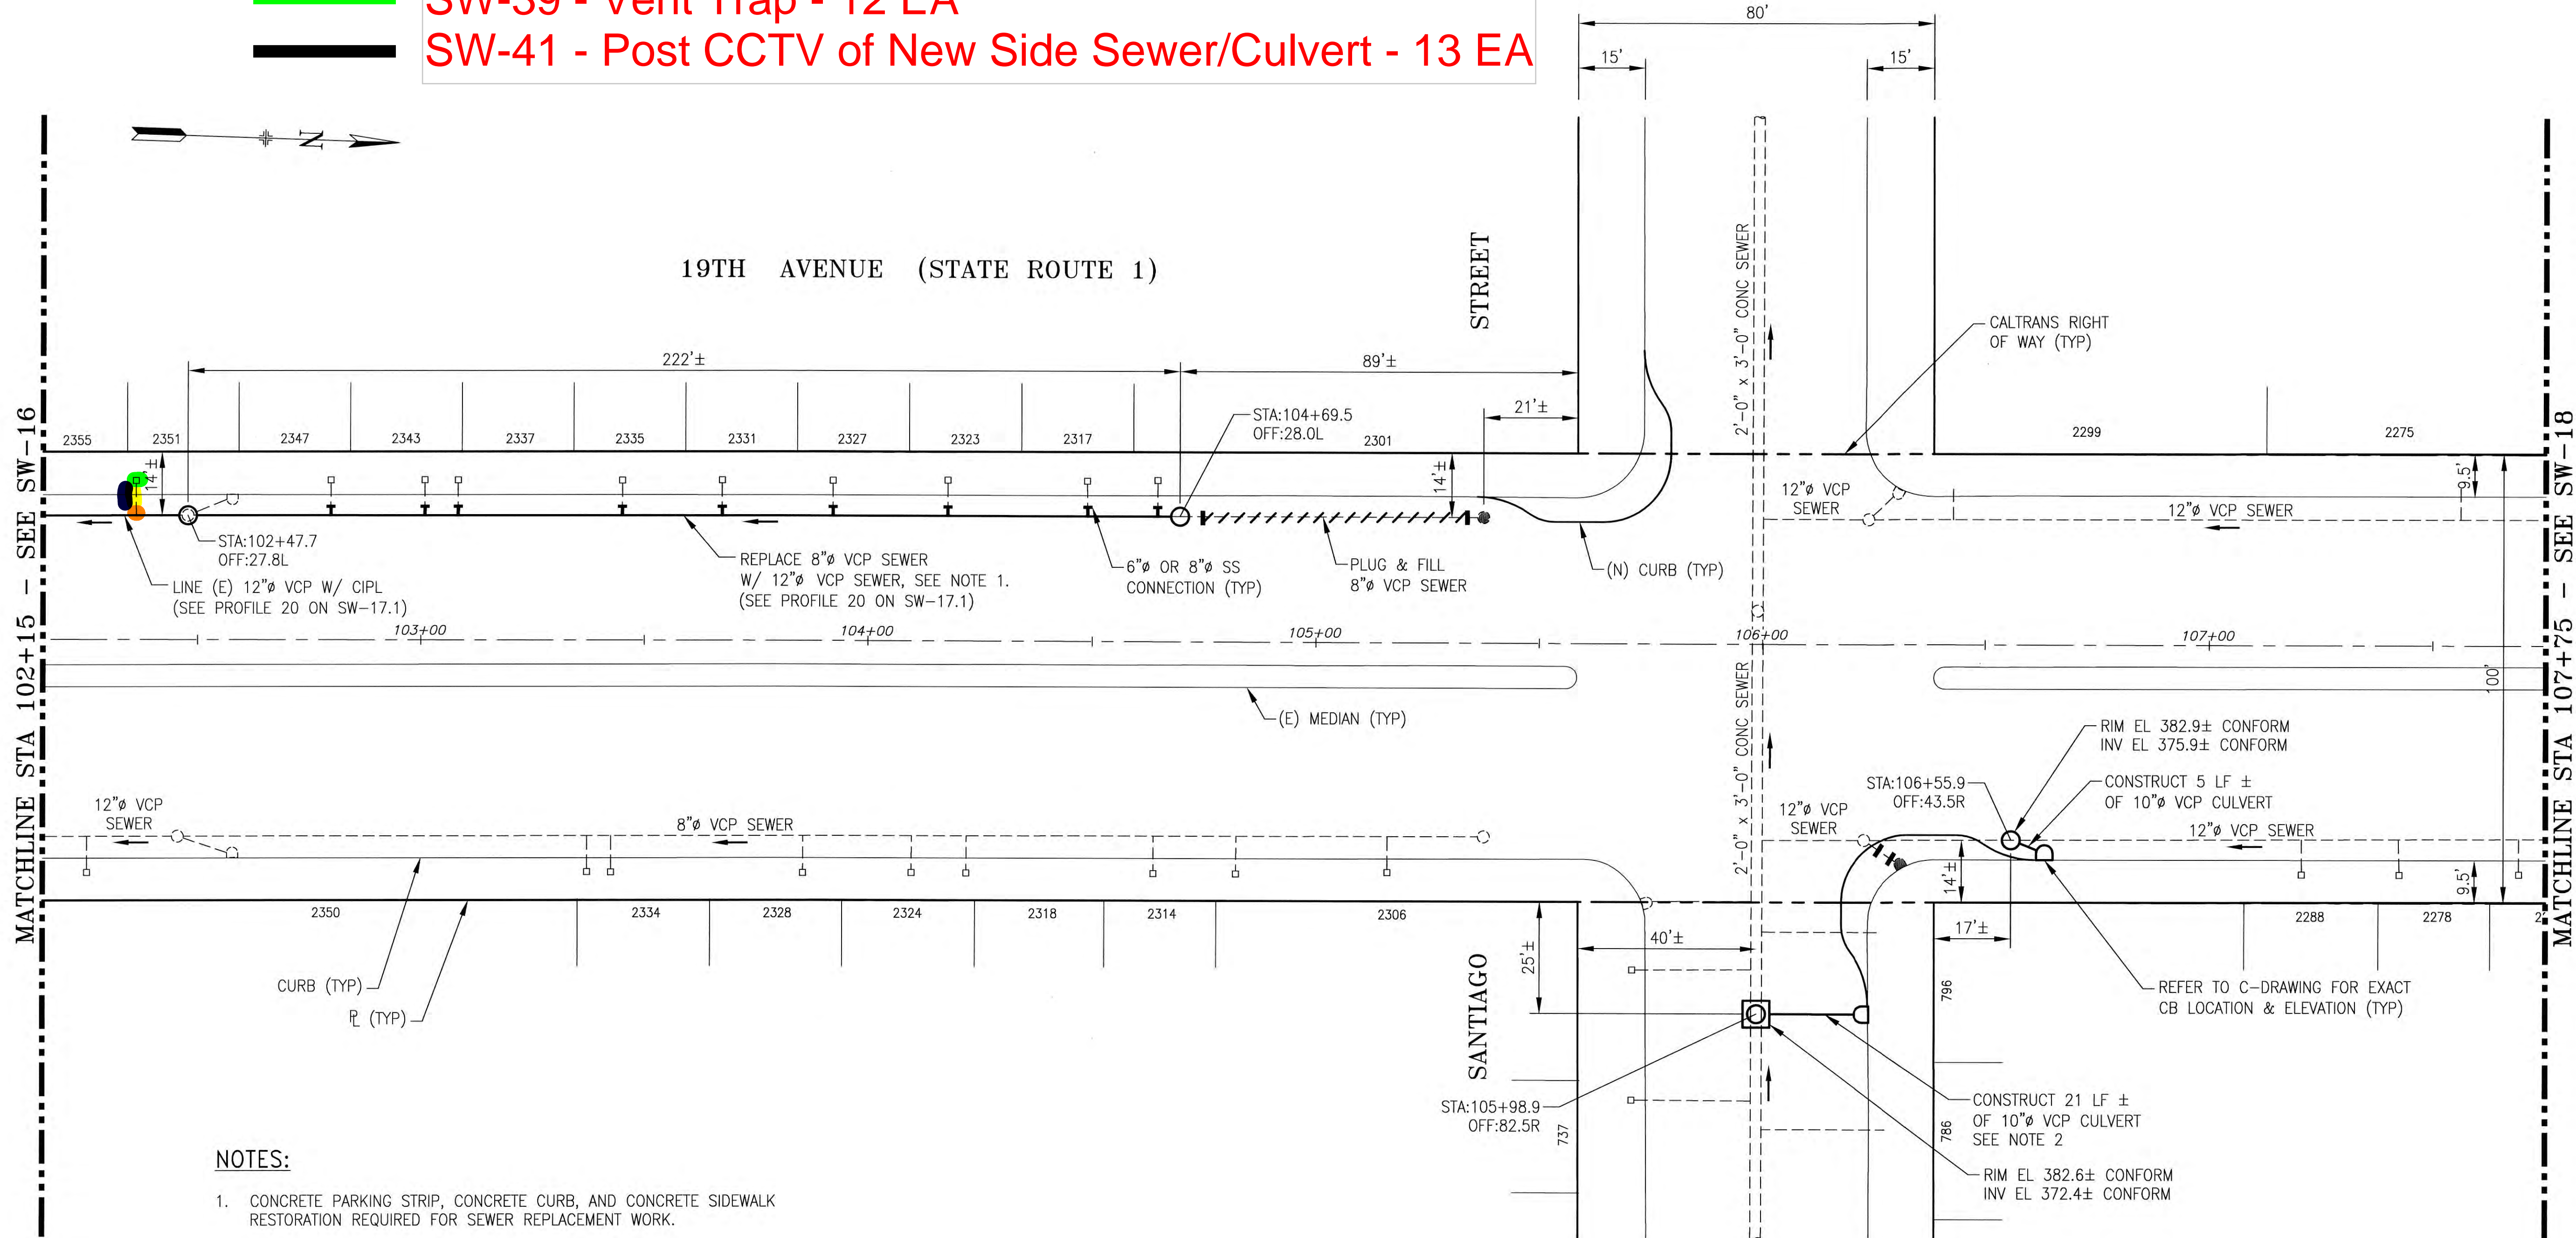 SW-39 - Vent Trap - 12 EA
SW-41 - Post CCTV of New Side Sewer/Culvert - 13 EA
80'
15'
15'
N
19TH AVENUE (STATE ROUTE 1)
STREET
2'-0" x 3'-0" CONC SEWER
CALTRANS RIGHT
OF WAY (TYP)
222'±
89'±
21'±
STA:104+69.5
OFF:28.0L
MATCHLINE STA 102+15 - SEE SW-16
2355
2351
2347
2343
2337
2335
2331
2327
2323
2317
2301
2299
2275
14'±
14'±
9.5'
12"ø VCP
SEWER
12"ø VCP SEWER
STA:102+47.7
OFF:27.8L
LINE (E) 12"ø VCP W/ CIPL
(SEE PROFILE 20 ON SW-17.1)
REPLACE 8"ø VCP SEWER
W/ 12"ø VCP SEWER, SEE NOTE 1.
(SEE PROFILE 20 ON SW-17.1)
6"ø OR 8"ø SS
CONNECTION (TYP)
PLUG & FILL
8"ø VCP SEWER
(N) CURB (TYP)
103+00
104+00
105+00
106+00
107+00
100'
MATCHLINE STA 107+75 - SEE SW-18
(E) MEDIAN (TYP)
2'-0" x 3'-0" CONC SEWER
RIM EL 382.9± CONFORM
INV EL 375.9± CONFORM
STA:106+55.9
OFF:43.5R
CONSTRUCT 5 LF ±
OF 10"ø VCP CULVERT
12"ø VCP
SEWER
8"ø VCP SEWER
12"ø VCP
SEWER
12"ø VCP SEWER
14'±
9.5'
2350
2334
2328
2324
2318
2314
2306
2288
2278
2
17'±
40'±
25'±
CURB (TYP)
PL (TYP)
SANTIAGO
796
REFER TO C-DRAWING FOR EXACT
CB LOCATION & ELEVATION (TYP)
STA:105+98.9
OFF:82.5R
737
786
CONSTRUCT 21 LF ±
OF 10"ø VCP CULVERT
SEE NOTE 2
RIM EL 382.6± CONFORM
INV EL 372.4± CONFORM
NOTES:
1. CONCRETE PARKING STRIP, CONCRETE CURB, AND CONCRETE SIDEWALK
RESTORATION REQUIRED FOR SEWER REPLACEMENT WORK.